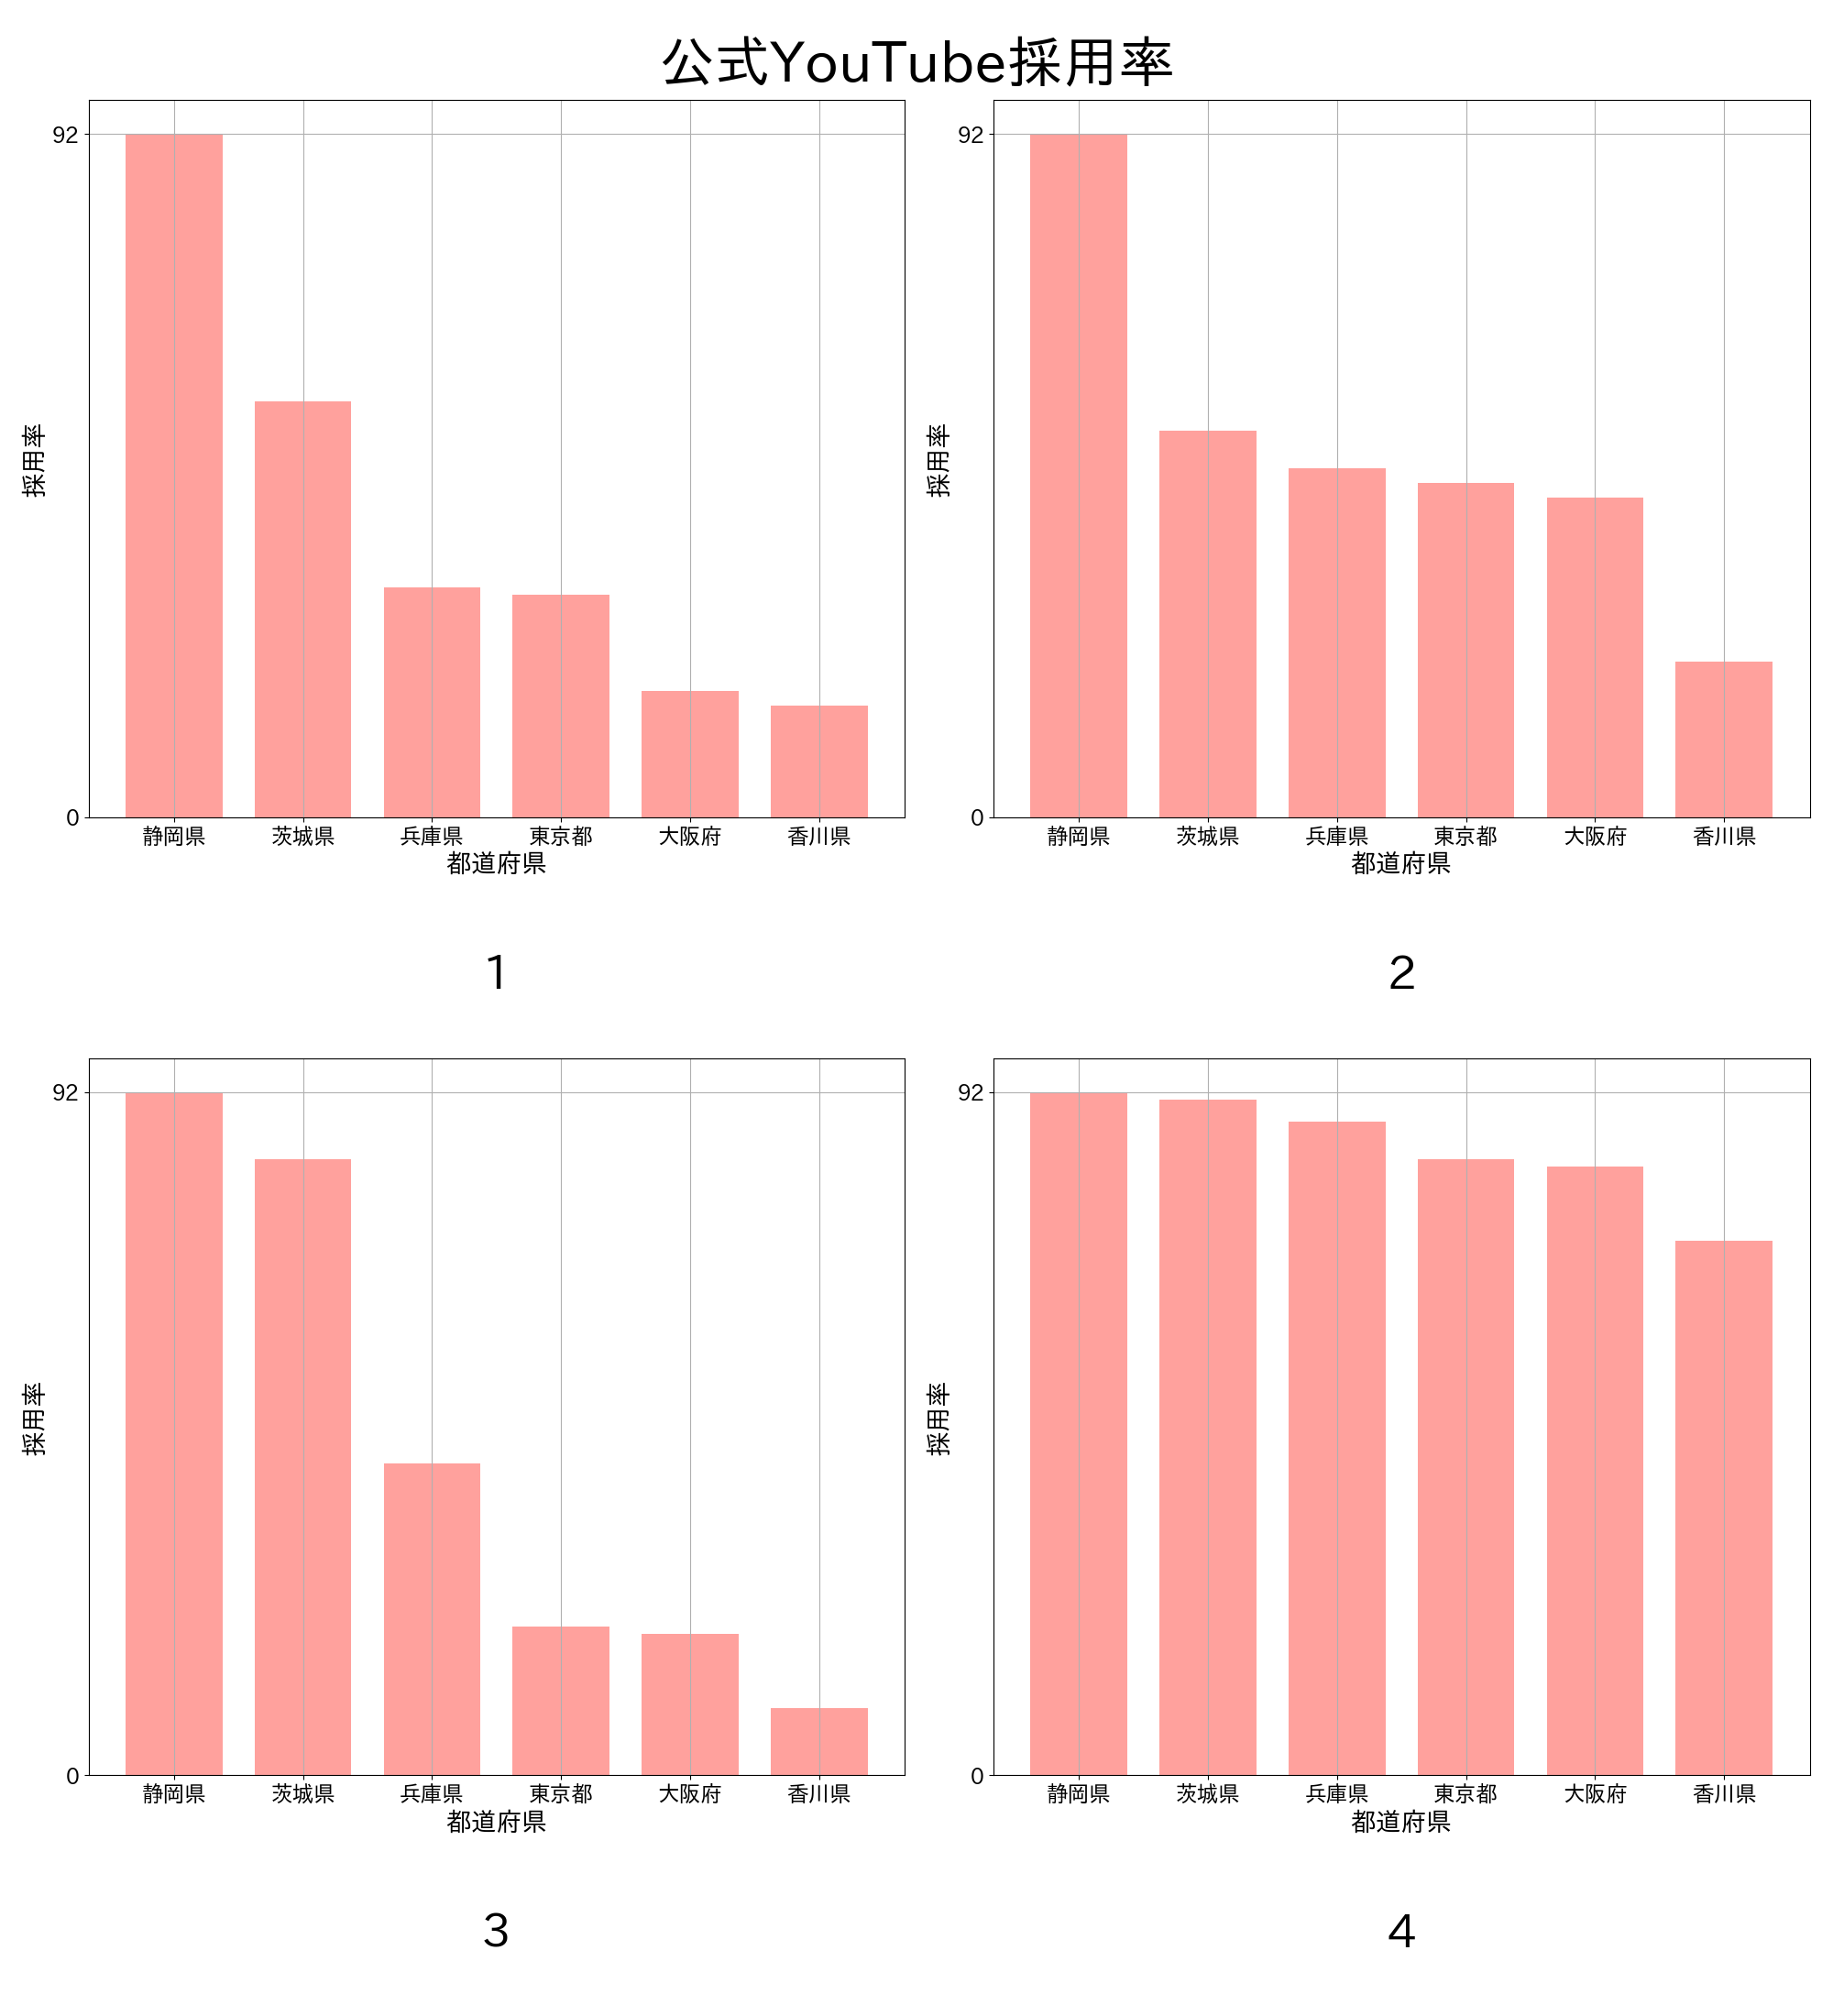 公式YouTube採用率
92
0
採用率
静岡県 茨城県 兵庫県 東京都 大阪府 香川県
都道府県
1
92
0
採用率
静岡県 茨城県 兵庫県 東京都 大阪府 香川県
都道府県
2
92
0
採用率
静岡県 茨城県 兵庫県 東京都 大阪府 香川県
都道府県
3
92
0
採用率
静岡県 茨城県 兵庫県 東京都 大阪府 香川県
都道府県
4